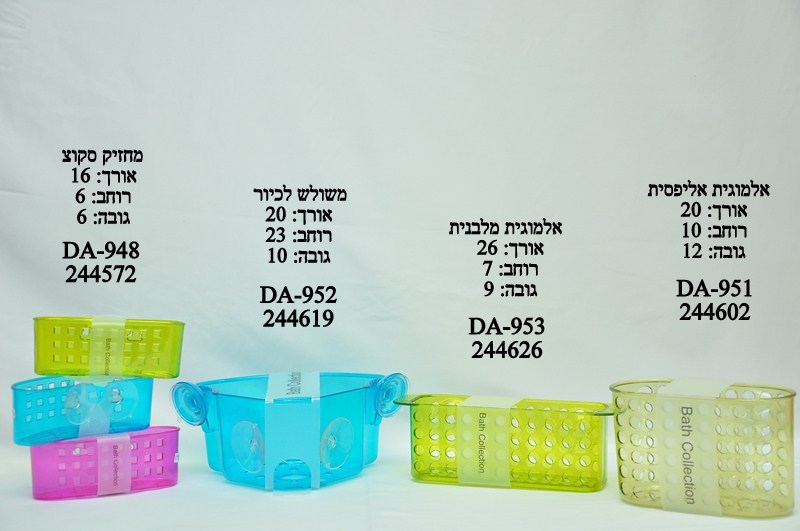 מחזיק סקוצ
אורך: 16
רוחב: 6
גובה: 6
DA-948
244572
משולש לכיור
אורך: 20
רוחב: 23
גובה: 10
DA-952
244619
אלמוגית מלבנית
אורך: 26
רוחב: 7
גובה: 9
DA-953
244626
אלמוגית אליפסית
אורך: 20
רוחב: 10
גובה: 12
DA-951
244602
Bath Collection
Bath Collection
Bath Collection
Bath Collection
Bath Collection